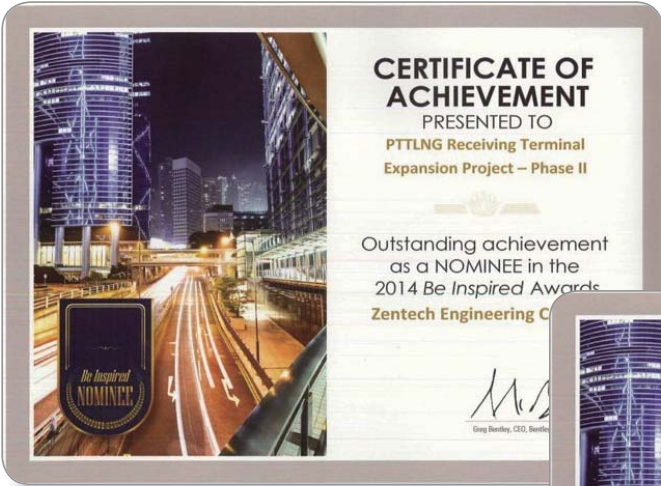 CERTIFICATE OF
ACHIEVEMENT
PRESENTED TO
PTTLNG Receiving Terminal
Expansion Project – Phase II
Outstanding achievement
as a NOMINEE in the
2014 Be Inspired Awards
Zentech Engineering C
Greg Bentley, CEO, Bentley
Be Inspired
NOMINEE